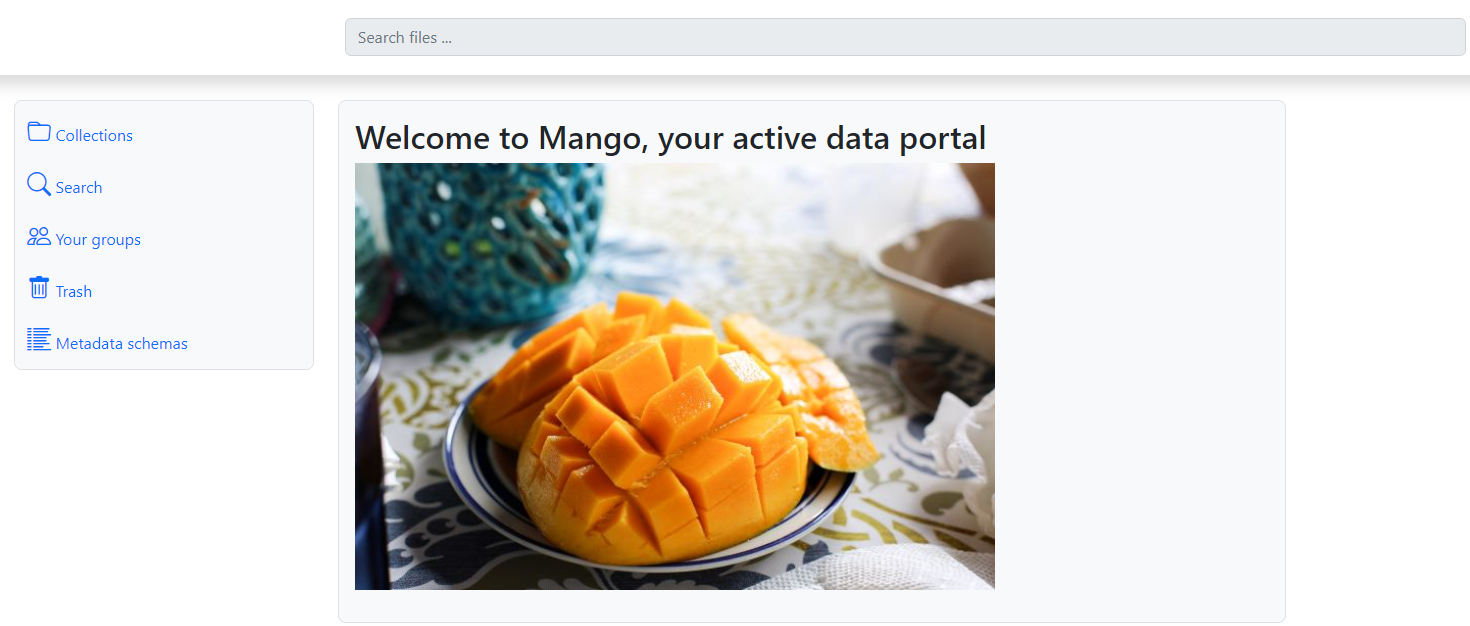 Search files ...
Collections
Search
Your groups
Trash
Metadata schemas
Welcome to Mango, your active data portal